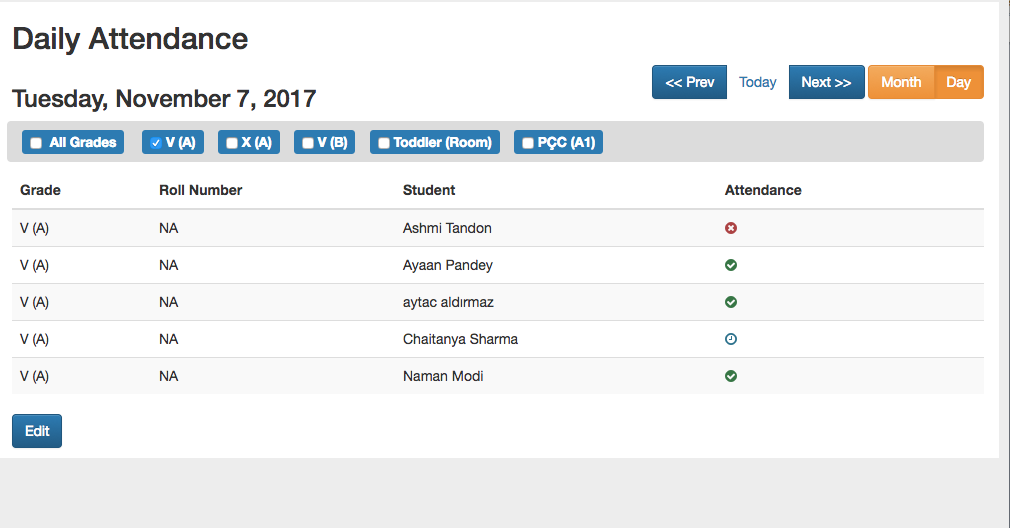 Daily Attendance
<< Prev Today Next >> Month Day
Tuesday, November 7, 2017
All Grades V (A) X (A) V (B) Toddler (Room) PÇC (A1)
Grade Roll Number Student Attendance
V (A) NA Ashmi Tandon
V (A) NA Ayaan Pandey
V (A) NA aytac aldırmaz
V (A) NA Chaitanya Sharma
V (A) NA Naman Modi
Edit